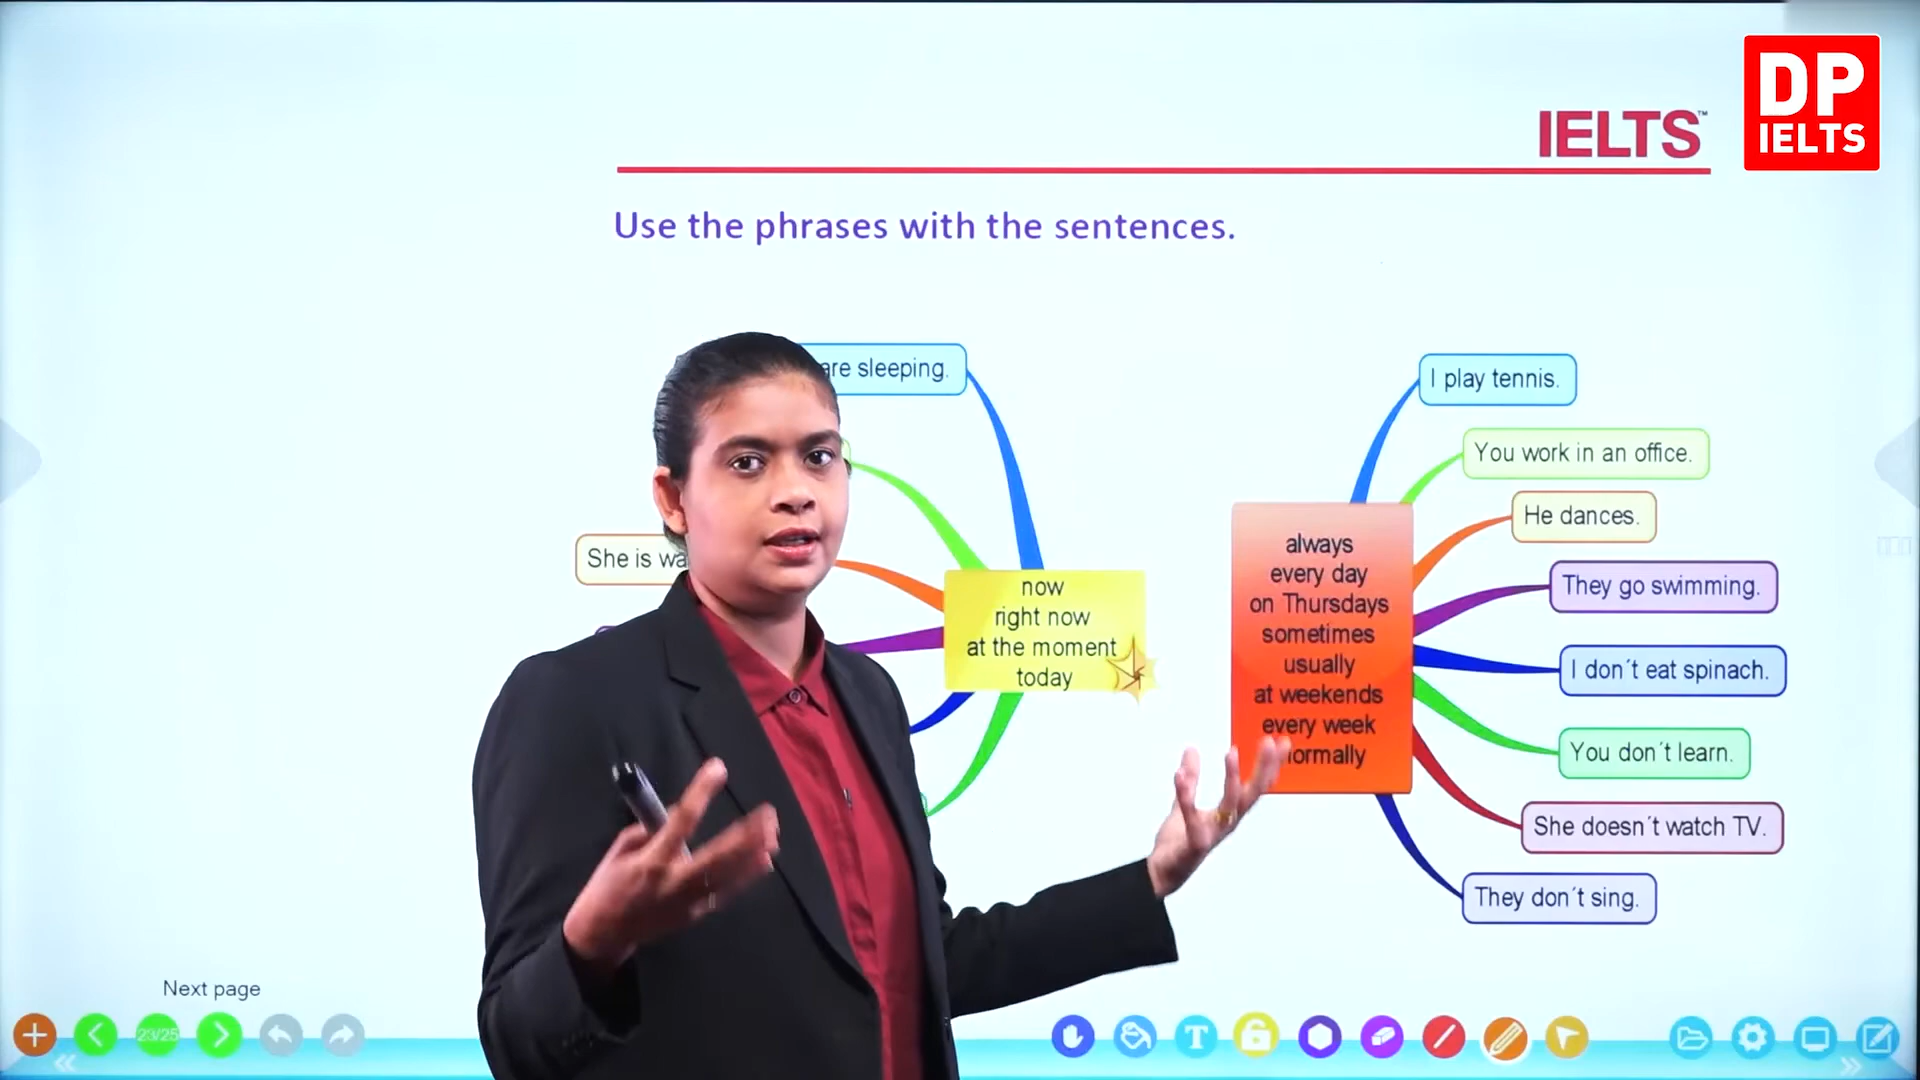 DP
IELTS
IELTS™
Use the phrases with the sentences.
are sleeping.
She is
now
right now
at the moment
today
always
every day
on Thursdays
sometimes
usually
at weekends
every week
I play tennis.
You work in an office.
He dances.
They go swimming.
I don´t eat spinach.
You don´t learn.
She doesn´t watch TV.
They don´t sing.
Next page
23/25
T